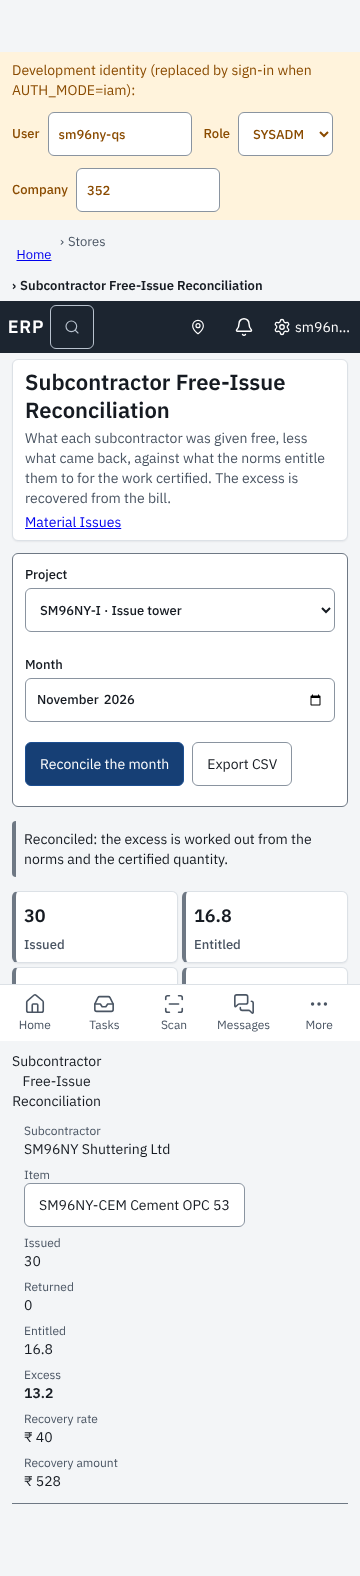 Development identity (replaced by sign-in when
AUTH_MODE=iam):
User sm96ny-qs Role SYSADM
Company 352
Home › Stores
› Subcontractor Free-Issue Reconciliation
ERP sm96n...
Subcontractor Free-Issue
Reconciliation
What each subcontractor was given free, less
what came back, against what the norms entitle
them to for the work certified. The excess is
recovered from the bill.
Material Issues
Project
SM96NY-I · Issue tower
Month
November 2026
Reconcile the month Export CSV
Reconciled: the excess is worked out from the
norms and the certified quantity.
30 16.8
Issued Entitled
Home Tasks Scan Messages More
Subcontractor
Free-Issue
Reconciliation
Subcontractor
SM96NY Shuttering Ltd
Item
SM96NY-CEM Cement OPC 53
Issued
30
Returned
0
Entitled
16.8
Excess
13.2
Recovery rate
₹ 40
Recovery amount
₹ 528